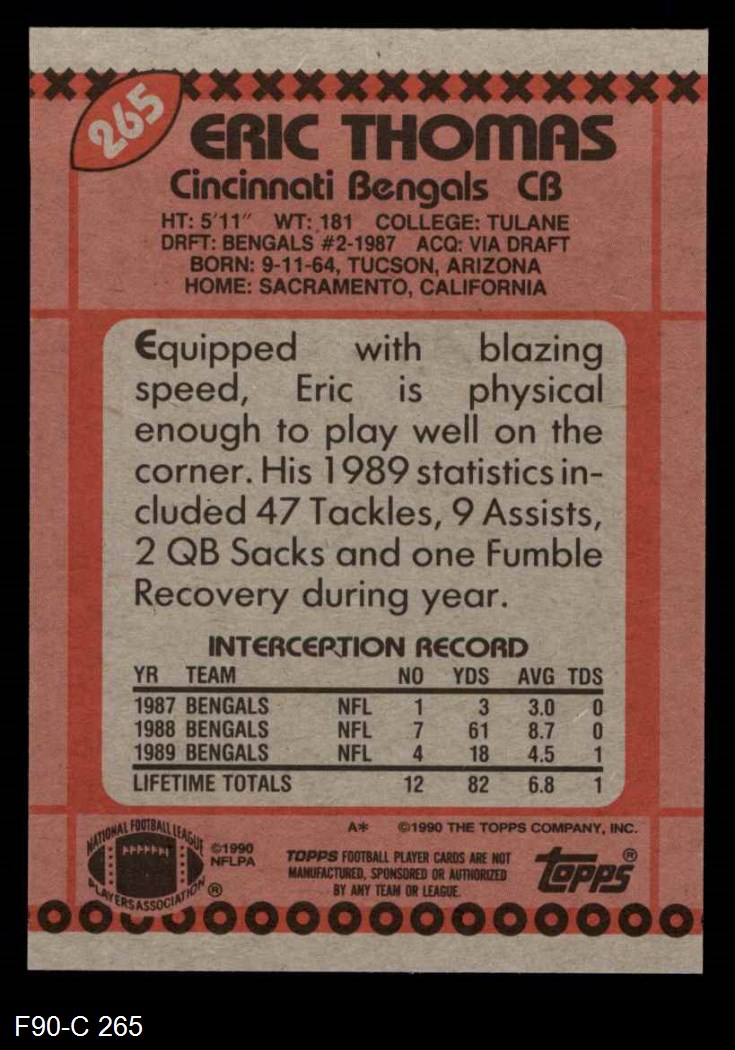 265
ERIC THOMAS
Cincinnati Bengals CB
HT: 5'11" WT: 181 COLLEGE: TULANE
DRFT: BENGALS #2-1987 ACQ: VIA DRAFT
BORN: 9-11-64, TUCSON, ARIZONA
HOME: SACRAMENTO, CALIFORNIA
Equipped with blazing
speed, Eric is physical
enough to play well on the
corner. His 1989 statistics in-
cluded 47 Tackles, 9 Assists,
2 QB Sacks and one Fumble
Recovery during year.
INTERCEPTION RECORD
YR TEAM NO YDS AVG TDS
1987 BENGALS NFL 1 3 3.0 0
1988 BENGALS NFL 7 61 8.7 0
1989 BENGALS NFL 4 18 4.5 1
LIFETIME TOTALS 12 82 6.8 1
A* ©1990 THE TOPPS COMPANY, INC.
NATIONAL FOOTBALL LEAGUE
PLAYERS ASSOCIATION ®
©1990
NFLPA
TOPPS FOOTBALL PLAYER CARDS ARE NOT
MANUFACTURED, SPONSORED OR AUTHORIZED
BY ANY TEAM OR LEAGUE.
TOPPS®
F90-C 265